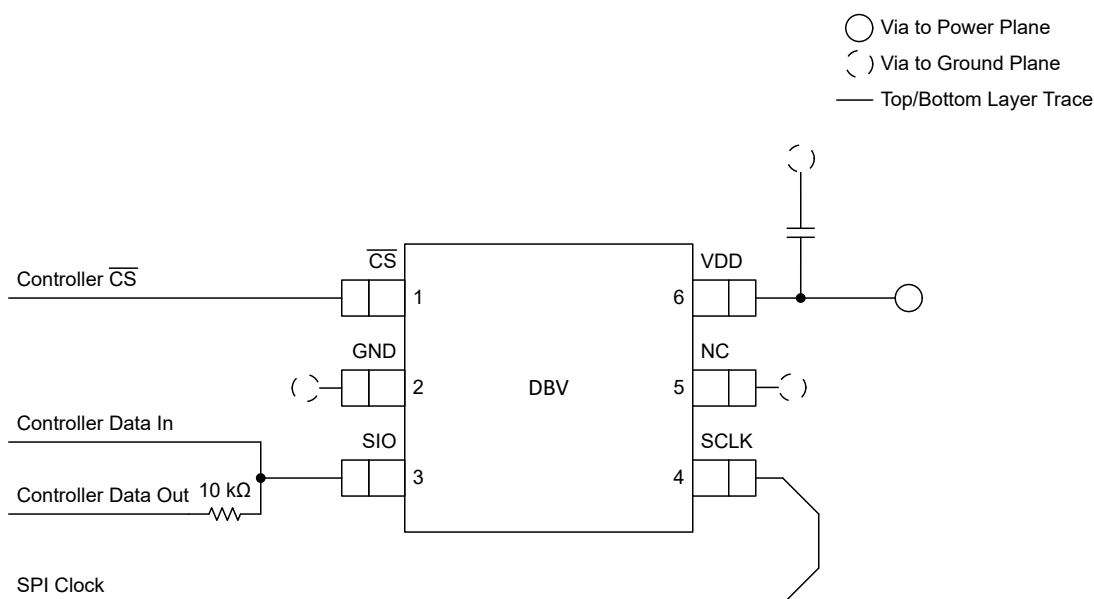 Via to Power Plane
Via to Ground Plane
Top/Bottom Layer Trace
CS
VDD
Controller CS
1
6
GND
NC
2
DBV
5
Controller Data In
SIO
SCLK
3
4
Controller Data Out
10 kΩ
SPI Clock